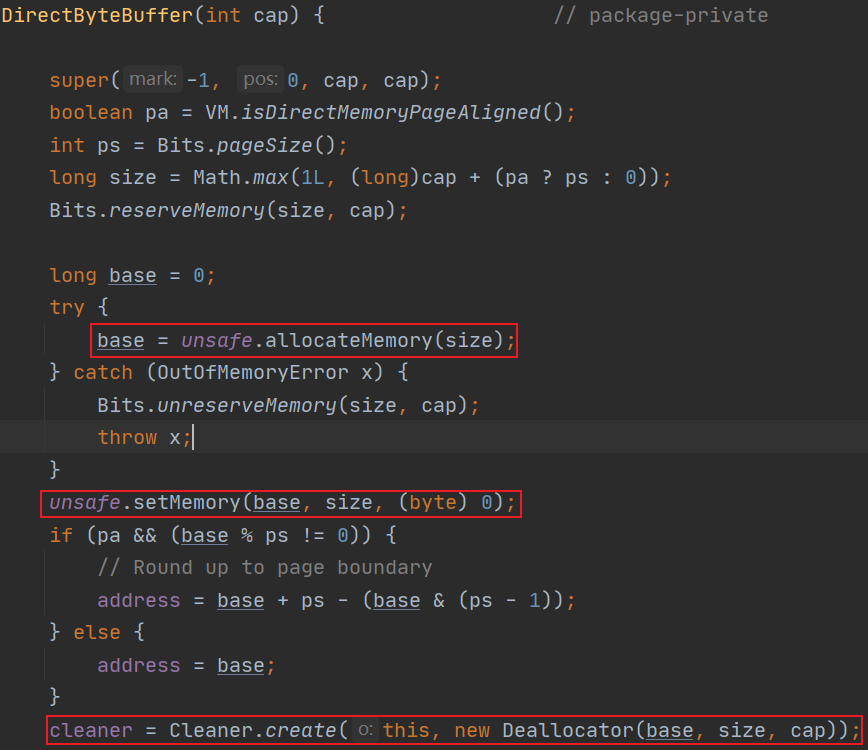 DirectByteBuffer(int cap) {                   // package-private
    super( mark: -1, pos: 0, cap, cap);
    boolean pa = VM.isDirectMemoryPageAligned();
    int ps = Bits.pageSize();
    long size = Math.max(1L, (long)cap + (pa ? ps : 0));
    Bits.reserveMemory(size, cap);
    long base = 0;
    try {
        base = unsafe.allocateMemory(size);
    } catch (OutOfMemoryError x) {
        Bits.unreserveMemory(size, cap);
        throw x;
    }
    unsafe.setMemory(base, size, (byte) 0);
    if (pa && (base % ps != 0)) {
        // Round up to page boundary
        address = base + ps - (base & (ps - 1));
    } else {
        address = base;
    }
    cleaner = Cleaner.create( o: this, new Deallocator(base, size, cap));